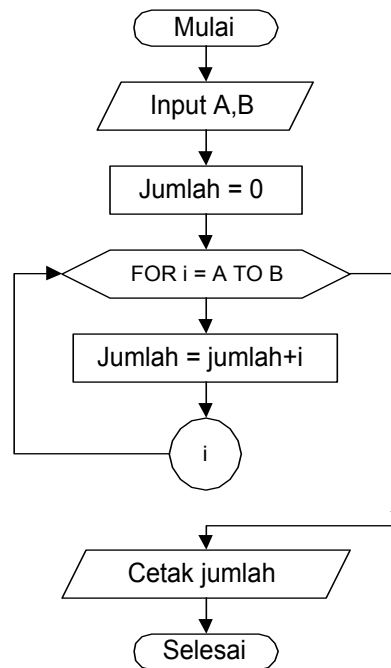 Mulai
Input A,B
Jumlah = 0
FOR i = A TO B
Jumlah = jumlah+i
i
Cetak jumlah
Selesai